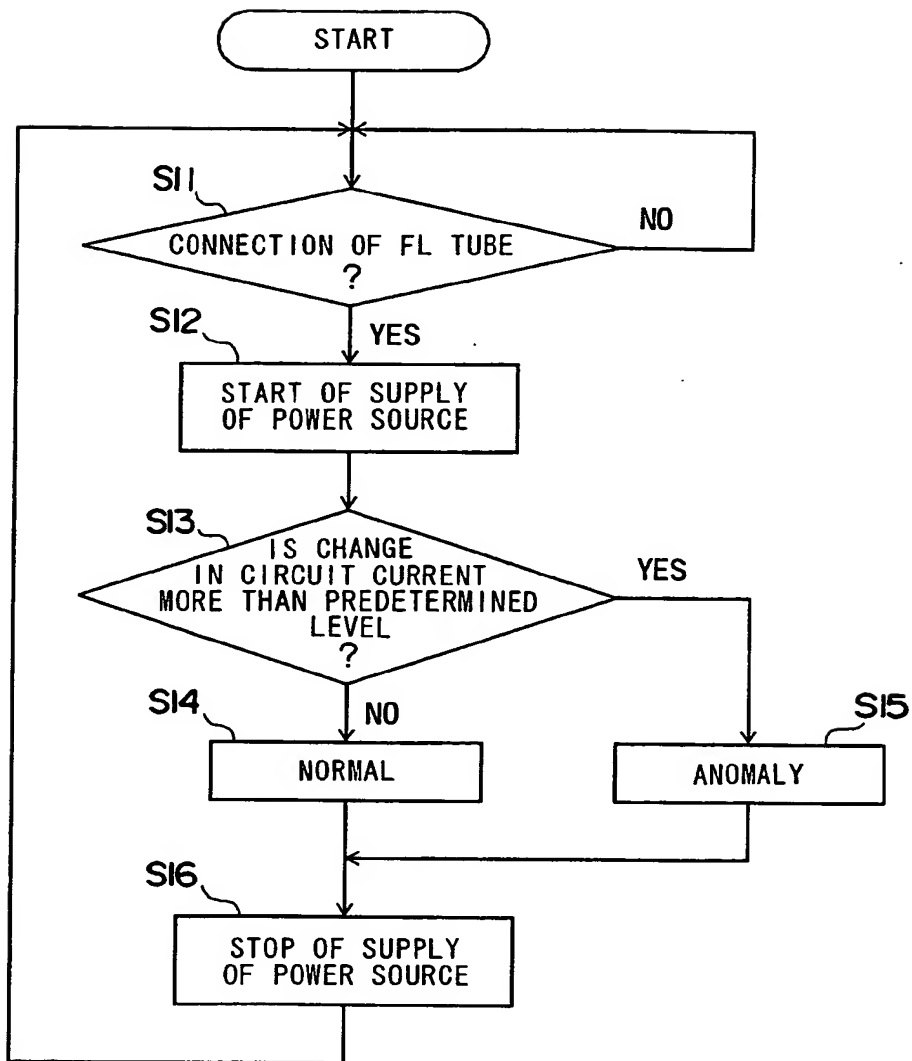 START
S11
CONNECTION OF FL TUBE
?
NO
YES
S12
START OF SUPPLY
OF POWER SOURCE
S13
IS CHANGE
IN CIRCUIT CURRENT
MORE THAN PREDETERMINED
LEVEL
?
YES
NO
S14
NORMAL
S15
ANOMALY
S16
STOP OF SUPPLY
OF POWER SOURCE